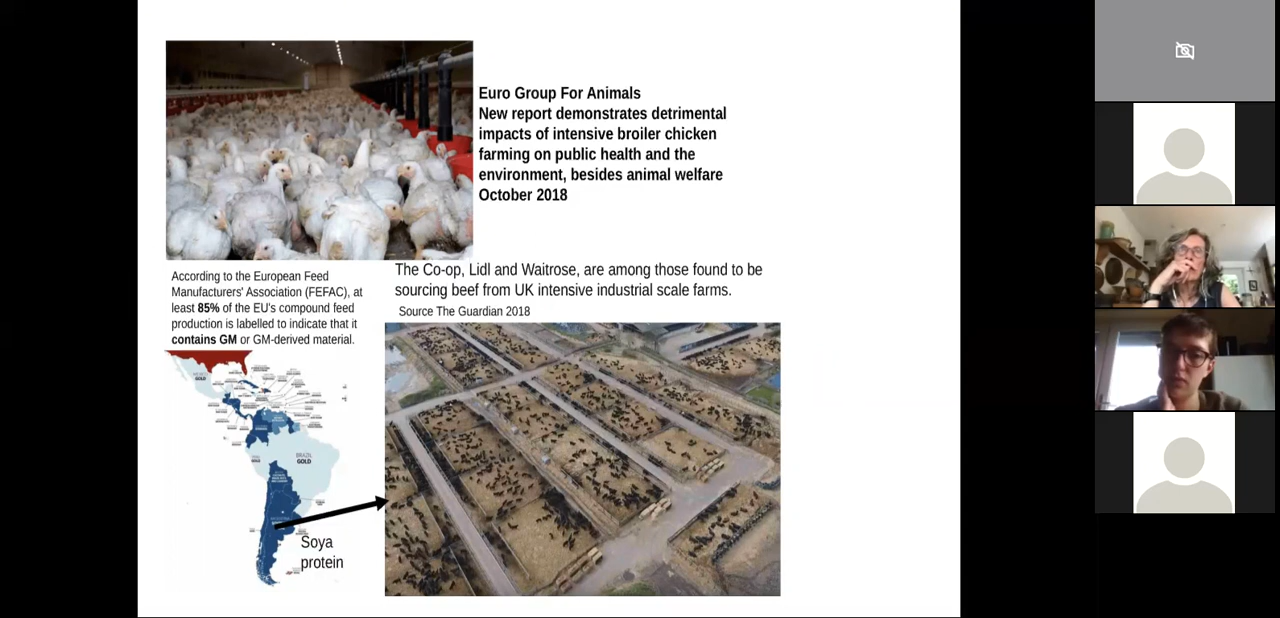 Euro Group For Animals
New report demonstrates detrimental
impacts of intensive broiler chicken
farming on public health and the
environment, besides animal welfare
October 2018
The Co-op, Lidl and Waitrose, are among those found to be
sourcing beef from UK intensive industrial scale farms.
Source The Guardian 2018
According to the European Feed
Manufacturers' Association (FEFAC), at
least 85% of the EU's compound feed
production is labelled to indicate that it
contains GM or GM-derived material.
GOLD
BRAZIL
GOLD
Soya
protein